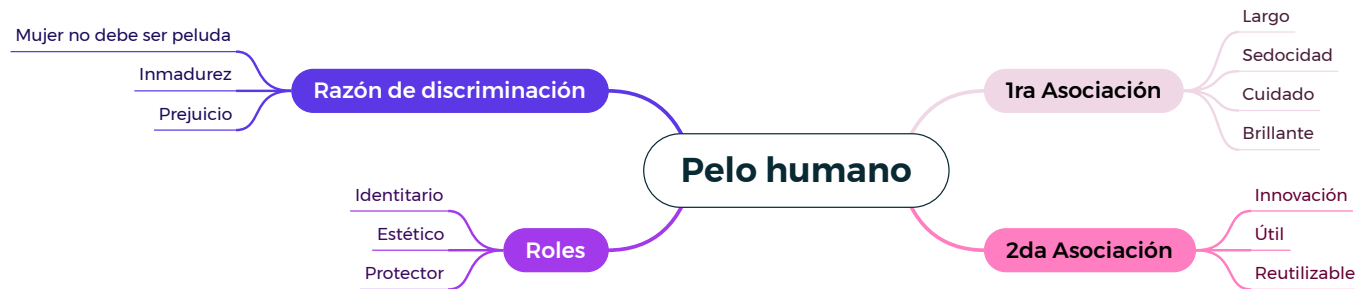 Pelo humano
Razón de discriminación
Mujer no debe ser peluda
Inmadurez
Prejuicio
Roles
Identitario
Estético
Protector
1ra Asociación
Largo
Sedocidad
Cuidado
Brillante
2da Asociación
Innovación
Útil
Reutilizable